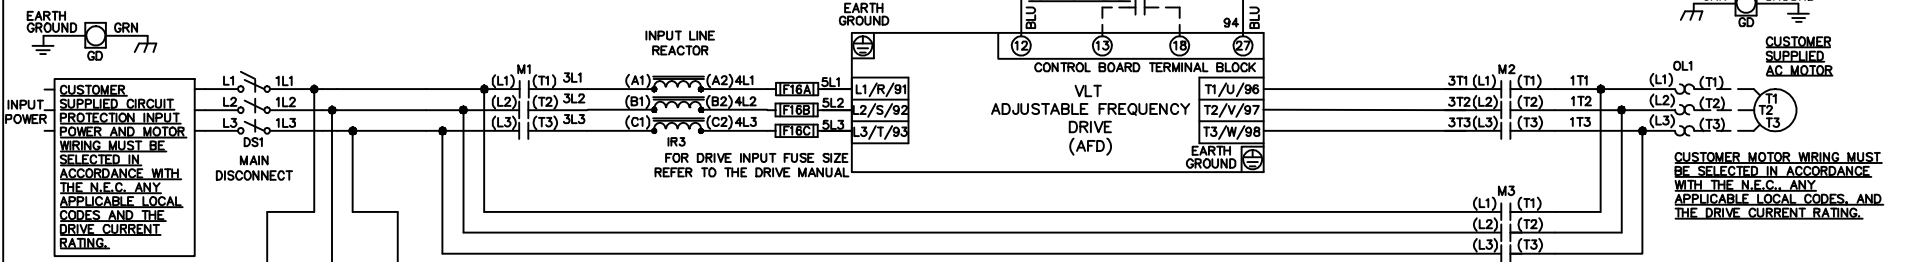 EARTH
GROUND
GRN
GD
INPUT
POWER
CUSTOMER
SUPPLIED CIRCUIT
PROTECTION INPUT
POWER AND MOTOR
WIRING MUST BE
SELECTED IN
ACCORDANCE WITH
THE N.E.C. ANY
APPLICABLE LOCAL
CODES AND THE
DRIVE CURRENT
RATING.
L1 1L1
L2 1L2
L3 1L3
DS1
MAIN
DISCONNECT
M1
(L1) (T1) 3L1
(L2) (T2) 3L2
(L3) (T3) 3L3
INPUT LINE
REACTOR
(A1) (A2) 4L1
(B1) (B2) 4L2
(C1) (C2) 4L3
IR3
IF16A 5L1
IF16B 5L2
IF16C 5L3
FOR DRIVE INPUT FUSE SIZE
REFER TO THE DRIVE MANUAL
EARTH
GROUND
L1/R/91
L2/S/92
L3/T/93
BLU
94
BLU
12 13 18 27
CONTROL BOARD TERMINAL BLOCK
VLT
ADJUSTABLE FREQUENCY
DRIVE
(AFD)
T1/U/96
T2/V/97
T3/W/98
EARTH
GROUND
M2
3T1 (L1) (T1) 1T1
3T2 (L2) (T2) 1T2
3T3 (L3) (T3) 1T3
M3
(L1) (T1)
(L2) (T2)
(L3) (T3)
GD
CUSTOMER
SUPPLIED
AC MOTOR
OL1
(L1) (T1)
(L2) (T2)
(L3) (T3)
T1
T2
T3
CUSTOMER MOTOR WIRING MUST
BE SELECTED IN ACCORDANCE
WITH THE N.E.C., ANY
APPLICABLE LOCAL CODES, AND
THE DRIVE CURRENT RATING.